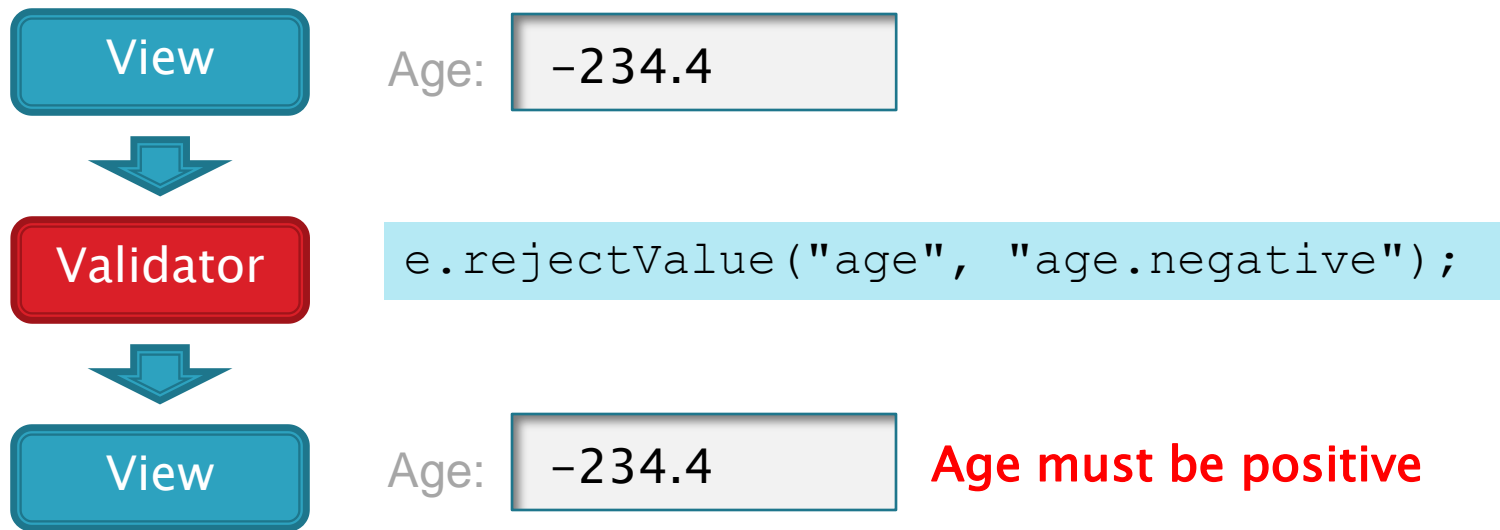 View
Age: -234.4
Validator
e.rejectValue("age", "age.negative");
View
Age: -234.4 Age must be positive